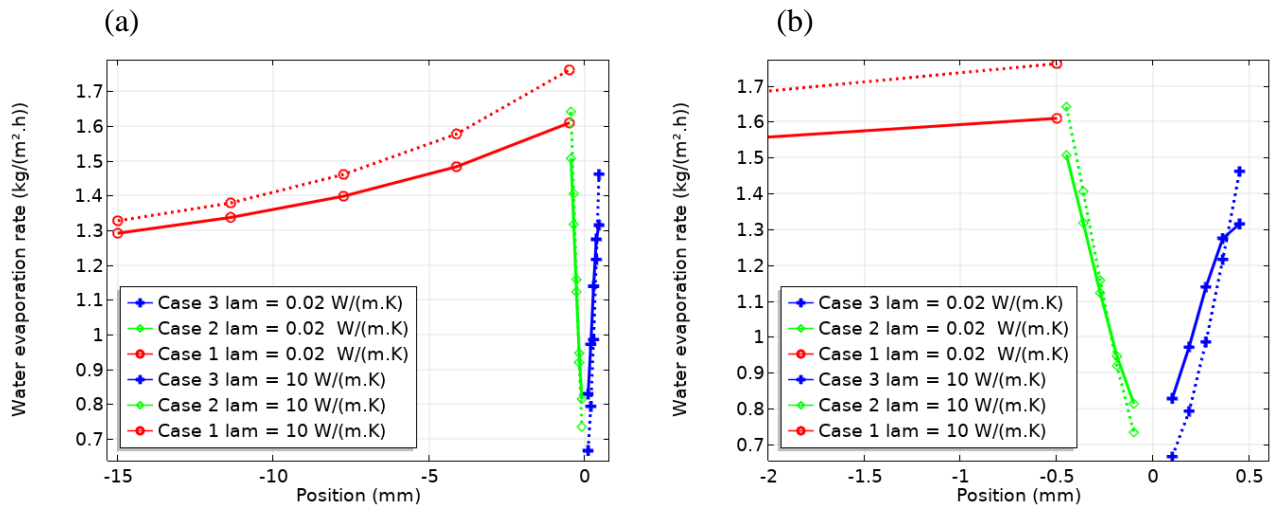 (a)
Water evaporation rate (kg/(m².h))
1.7
1.6
1.5
1.4
1.3
1.2
1.1
1
0.9
0.8
0.7
Case 3 lam = 0.02 W/(m.K)
Case 2 lam = 0.02  W/(m.K)
Case 1 lam = 0.02  W/(m.K)
Case 3 lam = 10 W/(m.K)
Case 2 lam = 10 W/(m.K)
Case 1 lam = 10 W/(m.K)
-15 -10 -5 0
Position (mm)
(b)
Water evaporation rate (kg/(m².h))
1.7
1.6
1.5
1.4
1.3
1.2
1.1
1
0.9
0.8
0.7
Case 3 lam = 0.02 W/(m.K)
Case 2 lam = 0.02  W/(m.K)
Case 1 lam = 0.02  W/(m.K)
Case 3 lam = 10 W/(m.K)
Case 2 lam = 10 W/(m.K)
Case 1 lam = 10 W/(m.K)
-2 -1.5 -1 -0.5 0 0.5
Position (mm)